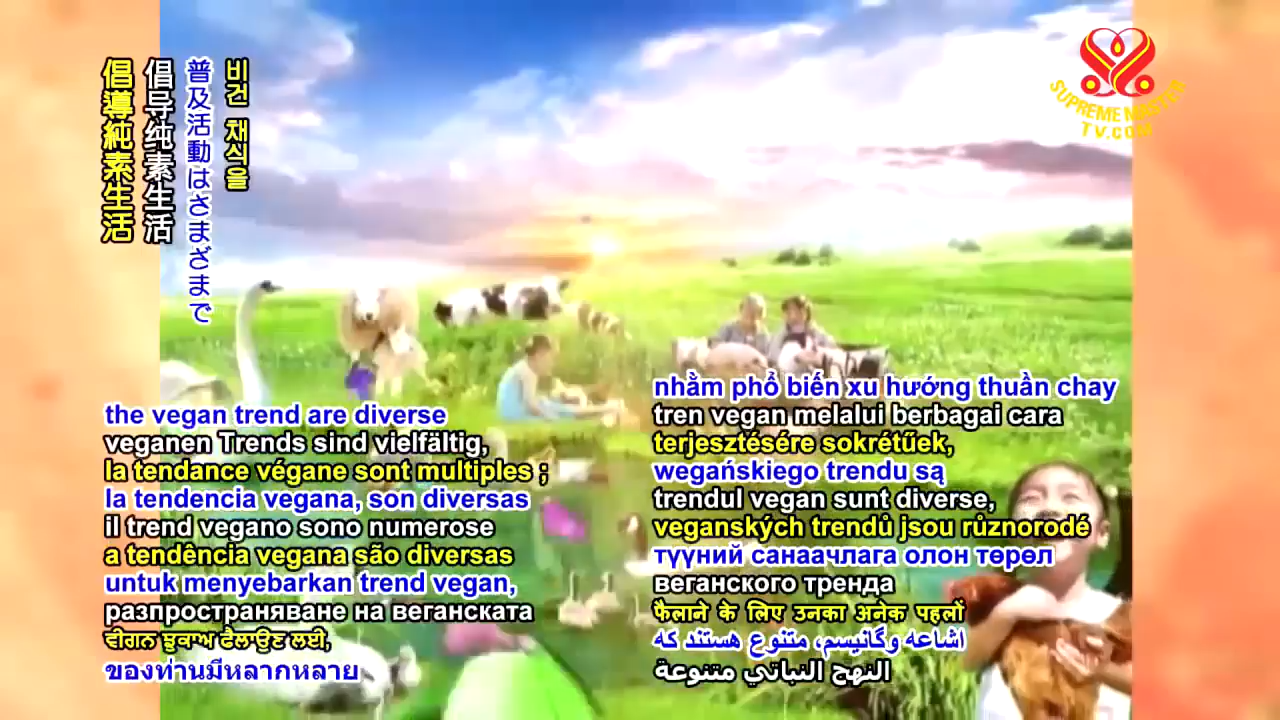 倡導純素生活
倡导纯素生活
普及活動はさまざまで
비건 채식을
SUPREME MASTER
TV.COM
the vegan trend are diverse
veganen Trends sind vielfältig,
la tendance végane sont multiples ;
la tendencia vegana, son diversas
il trend vegano sono numerose
a tendência vegana são diversas
untuk menyebarkan trend vegan,
разпространяване на веганската
ਵੀਗਨ ਝੁਕਾਅ ਫੈਲਾਉਣ ਲਈ,
ของท่านมีหลากหลาย
nhằm phổ biến xu hướng thuần chay
tren vegan melalui berbagai cara
terjesztésére sokrétűek,
wegańskiego trendu są
trendul vegan sunt diverse,
veganských trendů jsou různorodé
түүний санаачлага олон төрөл
веганского тренда
फैलाने के लिए उनका अनेक पहलों
اشاعه وگانیسم، متنوع هستند که
النهج النباتي متنوعة